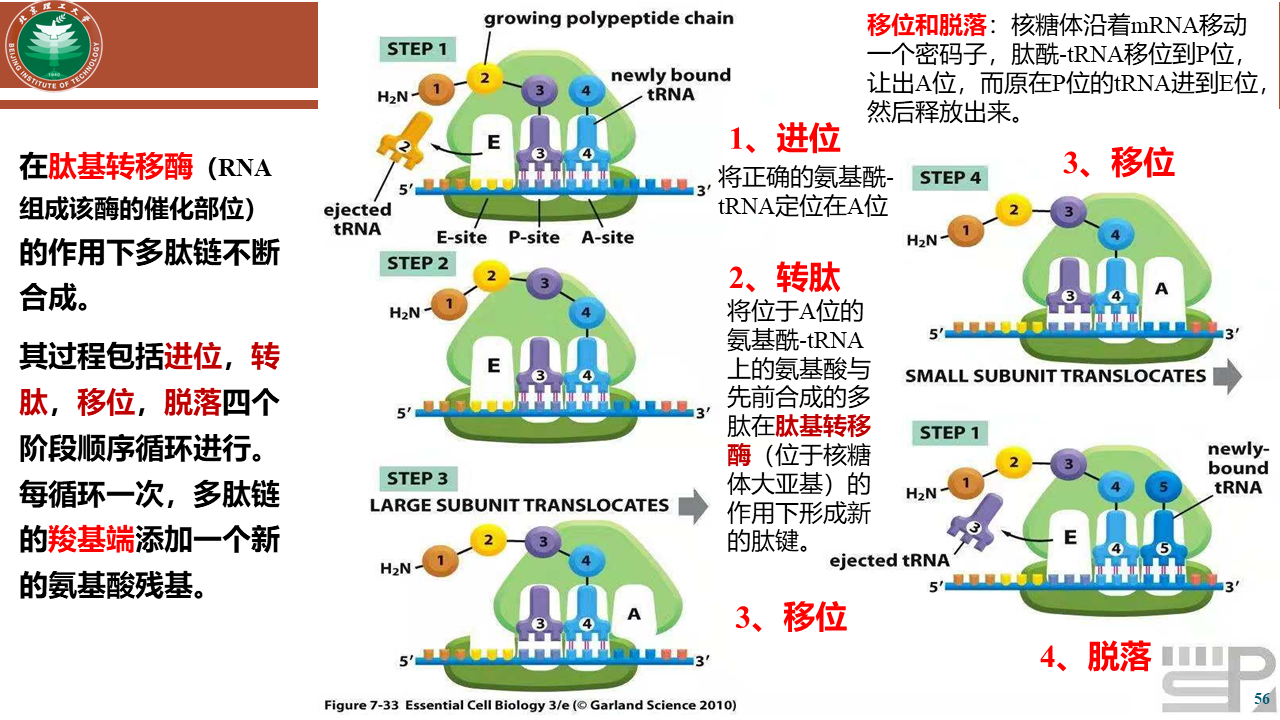 北京理工大学
BEIJING INSTITUTE OF TECHNOLOGY
1940
在肽基转移酶（RNA
组成该酶的催化部位）
的作用下多肽链不断
合成。
其过程包括进位，转
肽，移位，脱落四个
阶段顺序循环进行。
每循环一次，多肽链
的羧基端添加一个新
的氨基酸残基。
growing polypeptide chain
STEP 1
newly bound
tRNA
H₂N
1
2
3
4
2
E
3
4
5′
3′
ejected
tRNA
E-site
P-site
A-site
STEP 2
H₂N
1
2
3
4
E
3
4
5′
3′
STEP 3
LARGE SUBUNIT TRANSLOCATES
H₂N
1
2
3
4
3
4
A
5′
3′
Figure 7-33 Essential Cell Biology 3/e (© Garland Science 2010)
1、进位
将正确的氨基酰-
tRNA定位在A位
2、转肽
将位于A位的
氨基酰-tRNA
上的氨基酸与
先前合成的多
肽在肽基转移
酶（位于核糖
体大亚基）的
作用下形成新
的肽键。
3、移位
移位和脱落：核糖体沿着mRNA移动
一个密码子，肽酰-tRNA移位到P位，
让出A位，而原在P位的tRNA进到E位，
然后释放出来。
3、移位
STEP 4
H₂N
1
2
3
4
3
4
A
5′
3′
SMALL SUBUNIT TRANSLOCATES
STEP 1
newly-
bound
tRNA
H₂N
1
2
3
4
5
3
E
4
5
ejected tRNA
5′
3′
4、脱落
56